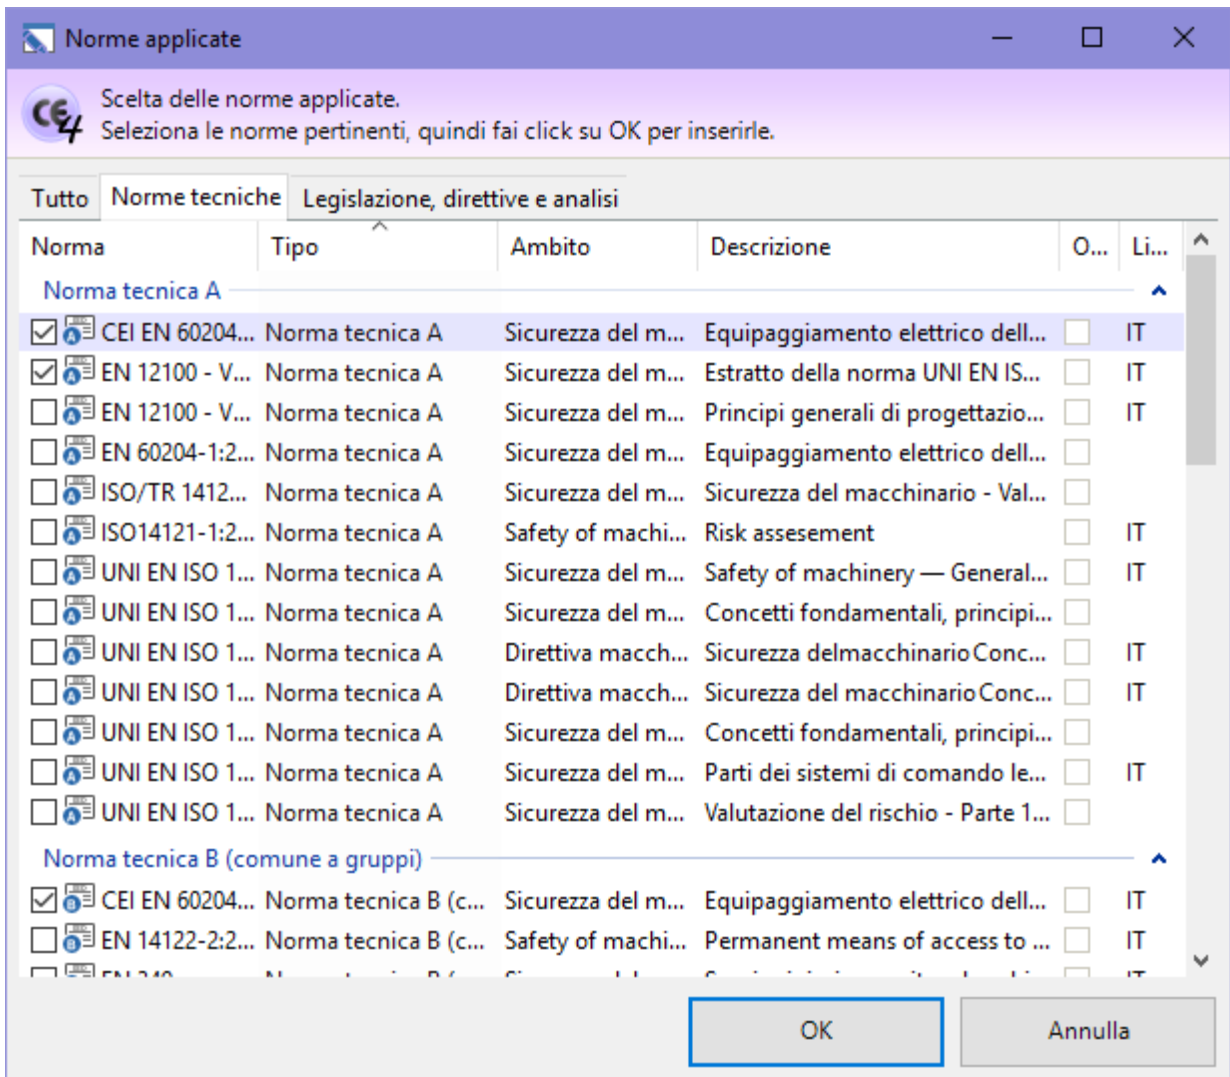 Norme applicate
CE4
Scelta delle norme applicate.
Seleziona le norme pertinenti, quindi fai click su OK per inserirle.
Tutto Norme tecniche Legislazione, direttive e analisi
Norma Tipo Ambito Descrizione O... Li...
Norma tecnica A
CEI EN 60204... Norma tecnica A Sicurezza del m... Equipaggiamento elettrico dell... IT
EN 12100 - V... Norma tecnica A Sicurezza del m... Estratto della norma UNI EN IS... IT
EN 12100 - V... Norma tecnica A Sicurezza del m... Principi generali di progettazio... IT
EN 60204-1:2... Norma tecnica A Sicurezza del m... Equipaggiamento elettrico dell...
ISO/TR 1412... Norma tecnica A Sicurezza del m... Sicurezza del macchinario - Val...
ISO14121-1:2... Norma tecnica A Safety of machi... Risk assesement IT
UNI EN ISO 1... Norma tecnica A Sicurezza del m... Safety of machinery — General... IT
UNI EN ISO 1... Norma tecnica A Sicurezza del m... Concetti fondamentali, principi...
UNI EN ISO 1... Norma tecnica A Direttiva macch... Sicurezza delmacchinario Conc... IT
UNI EN ISO 1... Norma tecnica A Direttiva macch... Sicurezza del macchinario Conc... IT
UNI EN ISO 1... Norma tecnica A Sicurezza del m... Concetti fondamentali, principi...
UNI EN ISO 1... Norma tecnica A Sicurezza del m... Parti dei sistemi di comando le... IT
UNI EN ISO 1... Norma tecnica A Sicurezza del m... Valutazione del rischio - Parte 1...
Norma tecnica B (comune a gruppi)
CEI EN 60204... Norma tecnica B (c... Sicurezza del m... Equipaggiamento elettrico dell... IT
EN 14122-2:2... Norma tecnica B (c... Safety of machi... Permanent means of access to ... IT
OK Annulla